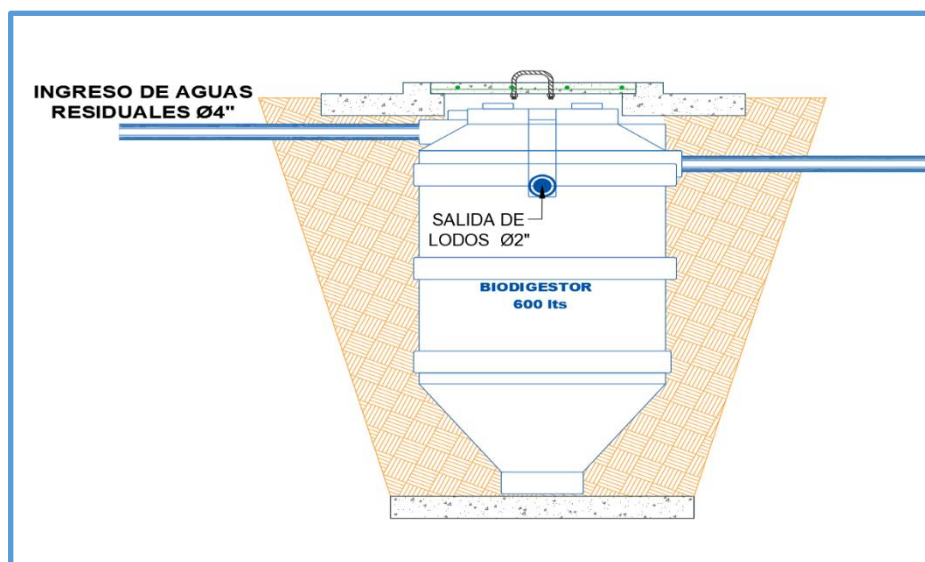 INGRESO DE AGUAS
RESIDUALES Ø4"
SALIDA DE
LODOS Ø2"
BIODIGESTOR
600 lts